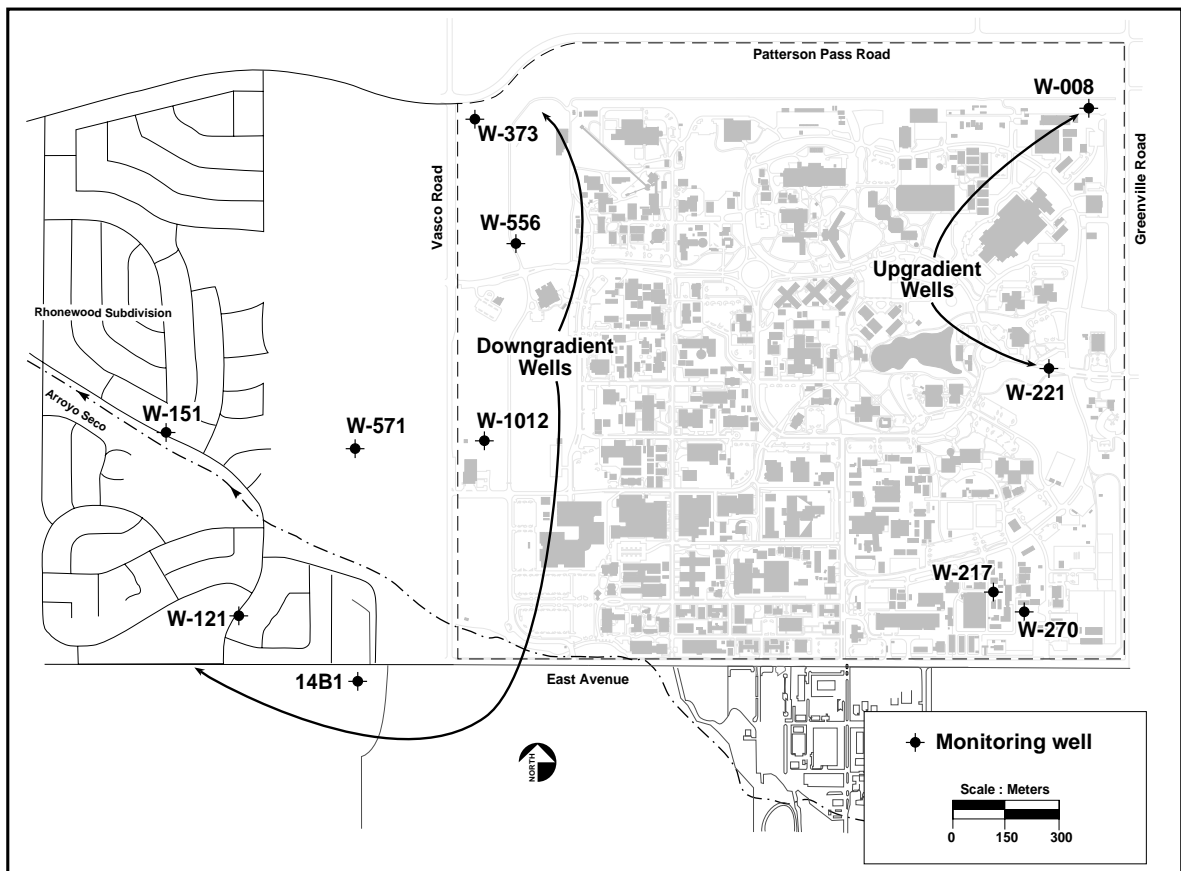 Patterson Pass Road
W-008
W-373
Vasco Road
Greenville Road
W-556
Upgradient
Wells
Rhonewood Subdivision
Downgradient
Wells
W-221
Arroyo Seco
W-151
W-571
W-1012
W-217
W-121
W-270
14B1
East Avenue
NORTH
Monitoring well
Scale : Meters
0 150 300